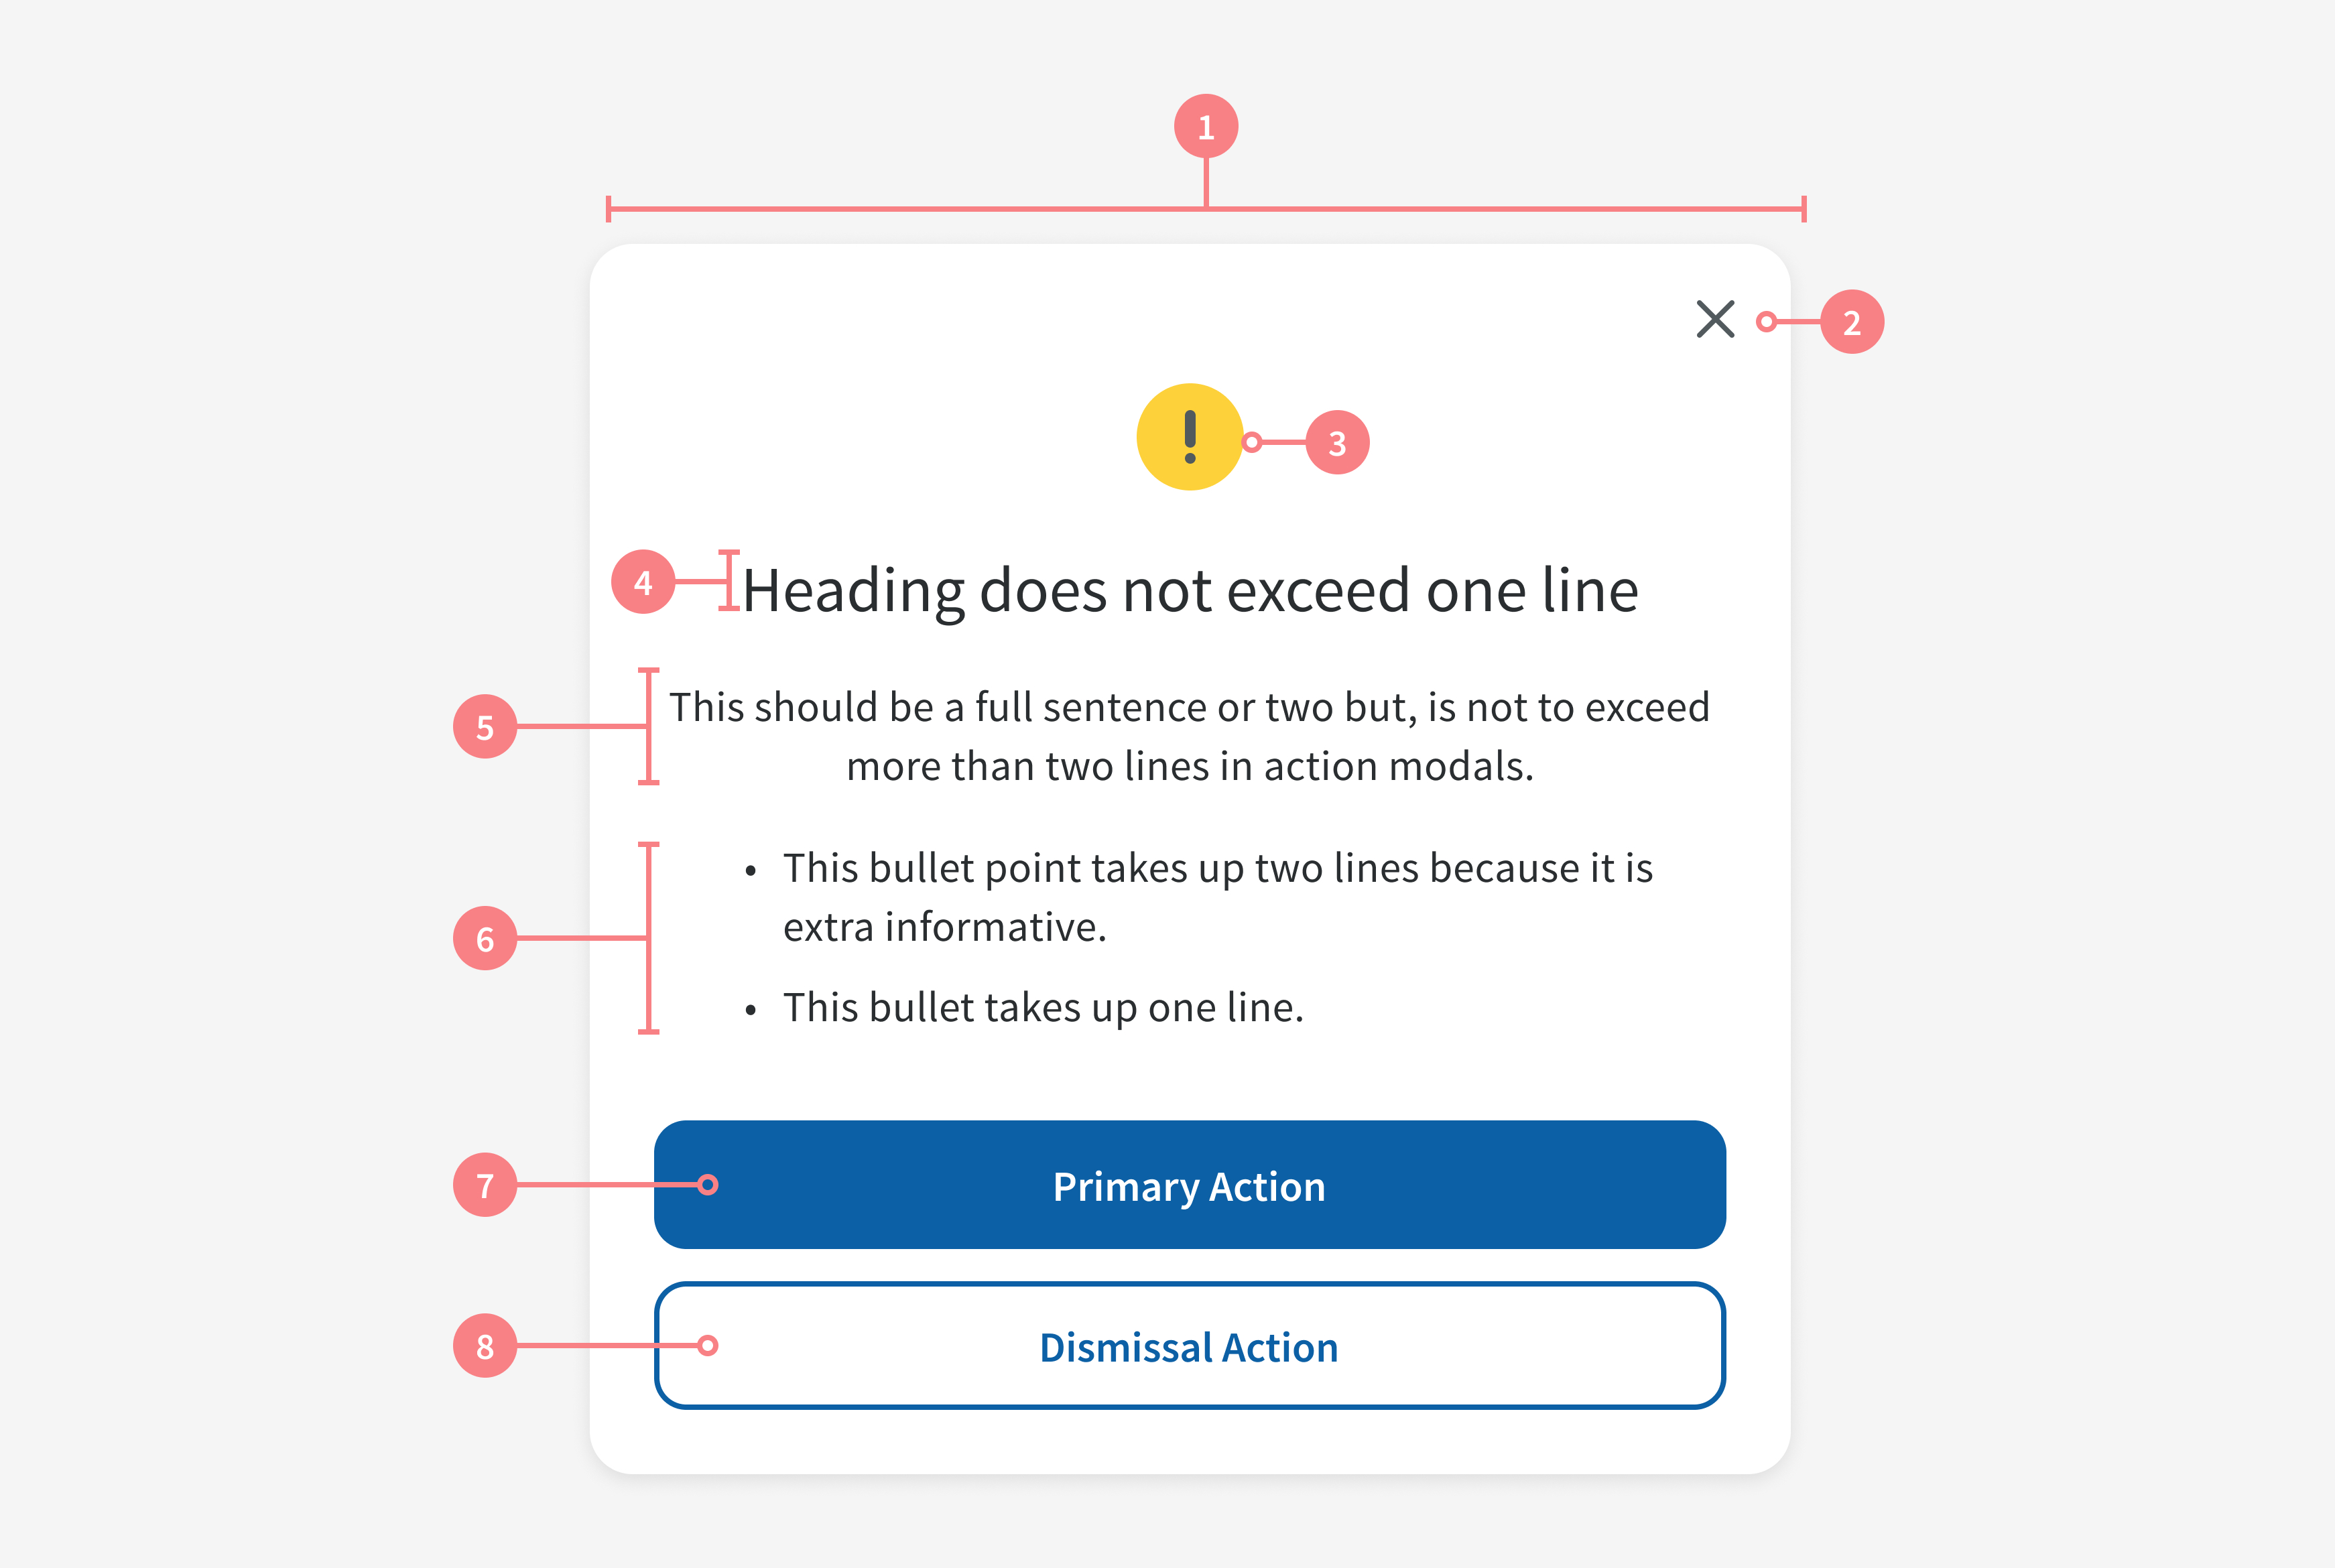 1
2
!
3
4
Heading does not exceed one line
5
This should be a full sentence or two but, is not to exceed
more than two lines in action modals.
6
• This bullet point takes up two lines because it is
extra informative.
• This bullet takes up one line.
7
Primary Action
8
Dismissal Action